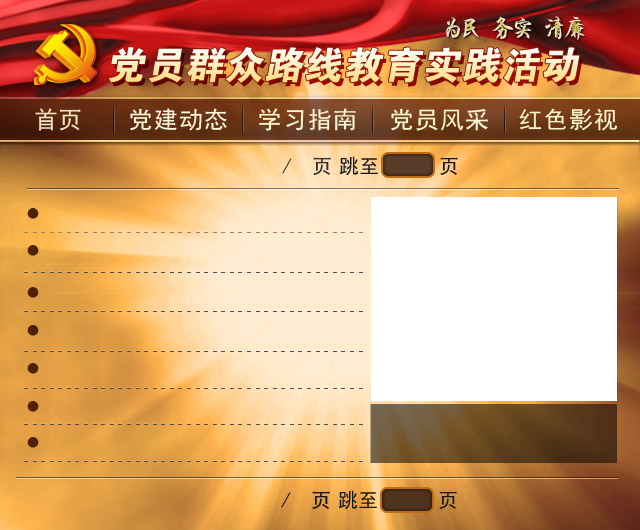 为民 务实 清廉
党员群众路线教育实践活动
首页 党建动态 学习指南 党员风采 红色影视
/ 页 跳至 页
/ 页 跳至 页